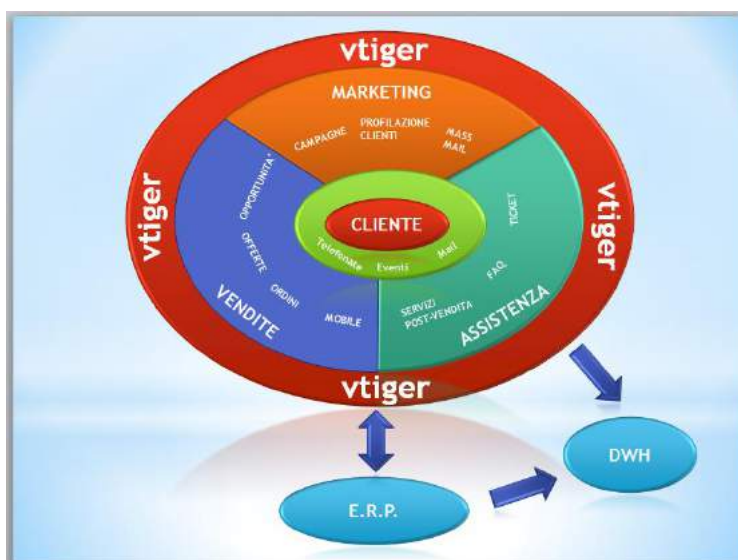 vtiger
MARKETING
CAMPAGNE
PROFILAZIONE
CLIENTI
MASS
MAIL
vtiger
OPPORTUNITA'
OFFERTE
ORDINI
MOBILE
VENDITE
CLIENTE
Telefonate
Eventi
Mail
TICKET
FAQ
SERVIZI
POST-VENDITA
ASSISTENZA
vtiger
vtiger
DWH
E.R.P.